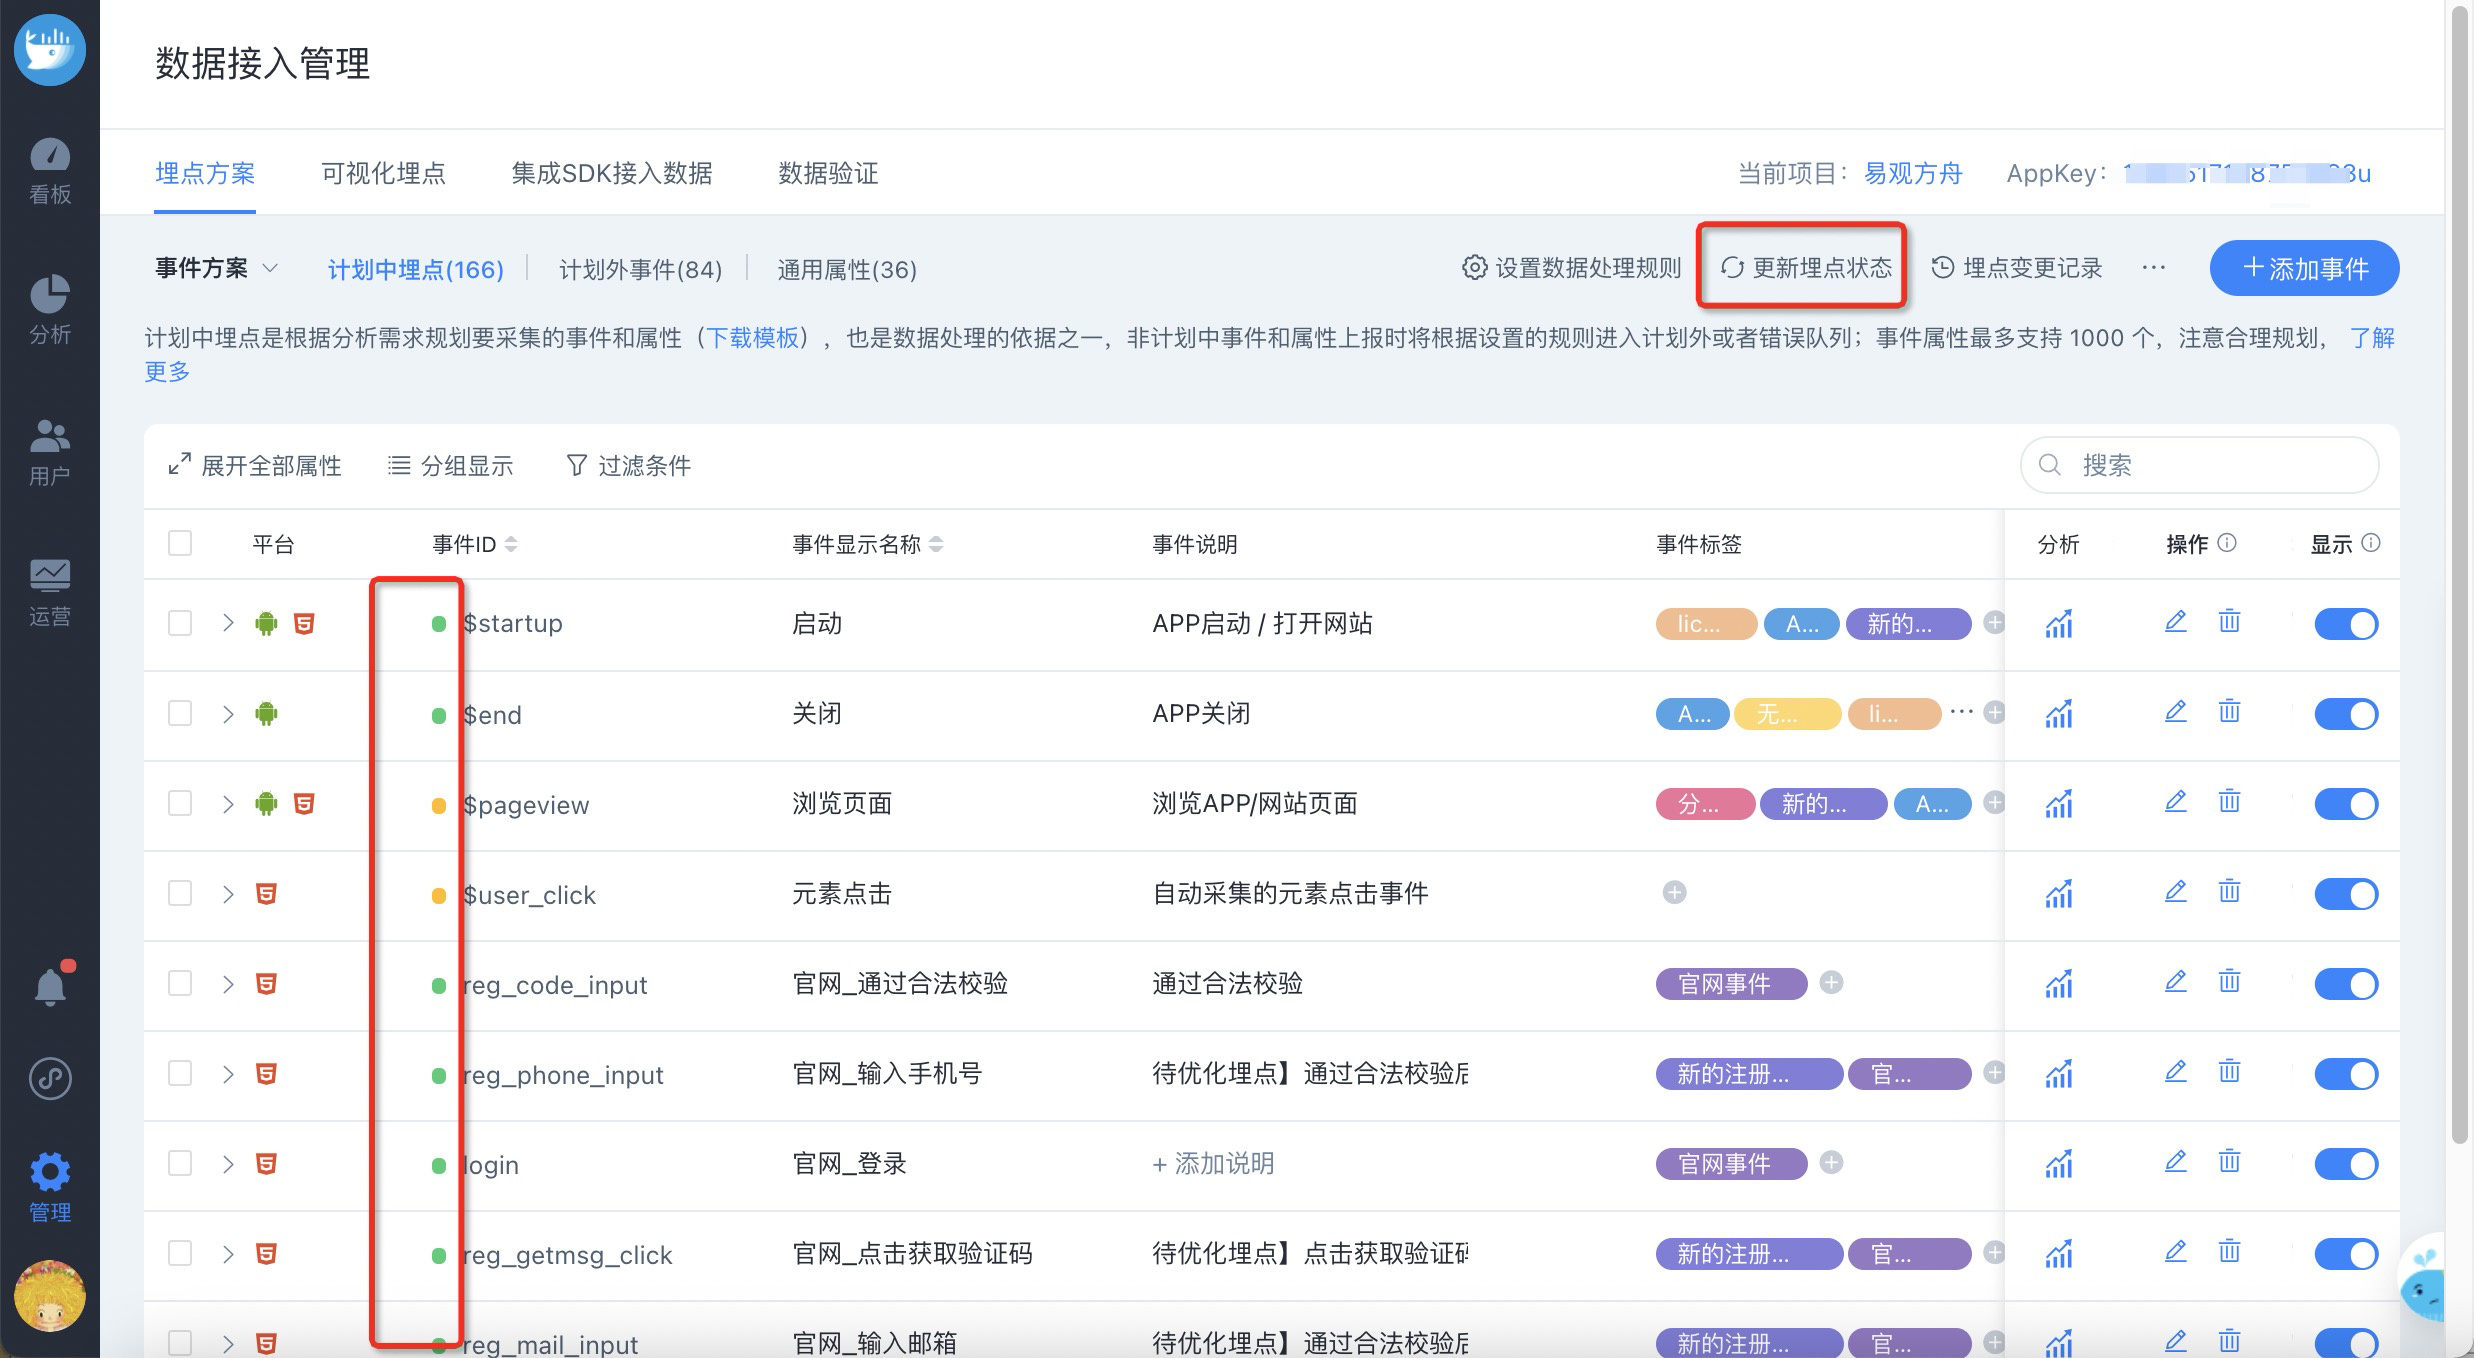 数据接入管理
看板
分析
用户
运营
管理
埋点方案 可视化埋点 集成SDK接入数据 数据验证 当前项目：易观方舟 AppKey：
事件方案 计划中埋点(166) 计划外事件(84) 通用属性(36) 设置数据处理规则 更新埋点状态 埋点变更记录 ··· +添加事件
计划中埋点是根据分析需求规划要采集的事件和属性（下载模板），也是数据处理的依据之一，非计划中事件和属性上报时将根据设置的规则进入计划外或者错误队列；事件属性最多支持 1000 个，注意合理规划， 了解
更多
展开全部属性 分组显示 过滤条件 搜索
平台 事件ID 事件显示名称 事件说明 事件标签 分析 操作 显示
$startup 启动 APP启动 / 打开网站 lic... A... 新的...
$end 关闭 APP关闭 A... 无... li... ···
$pageview 浏览页面 浏览APP/网站页面 分... 新的... A...
$user_click 元素点击 自动采集的元素点击事件
reg_code_input 官网_通过合法校验 通过合法校验 官网事件
reg_phone_input 官网_输入手机号 待优化埋点】通过合法校验后 新的注册... 官...
login 官网_登录 + 添加说明 官网事件
reg_getmsg_click 官网_点击获取验证码 待优化埋点】点击获取验证码 新的注册... 官...
reg_mail_input 官网_输入邮箱 待优化埋点】通过合法校验后 新的注册... 官...